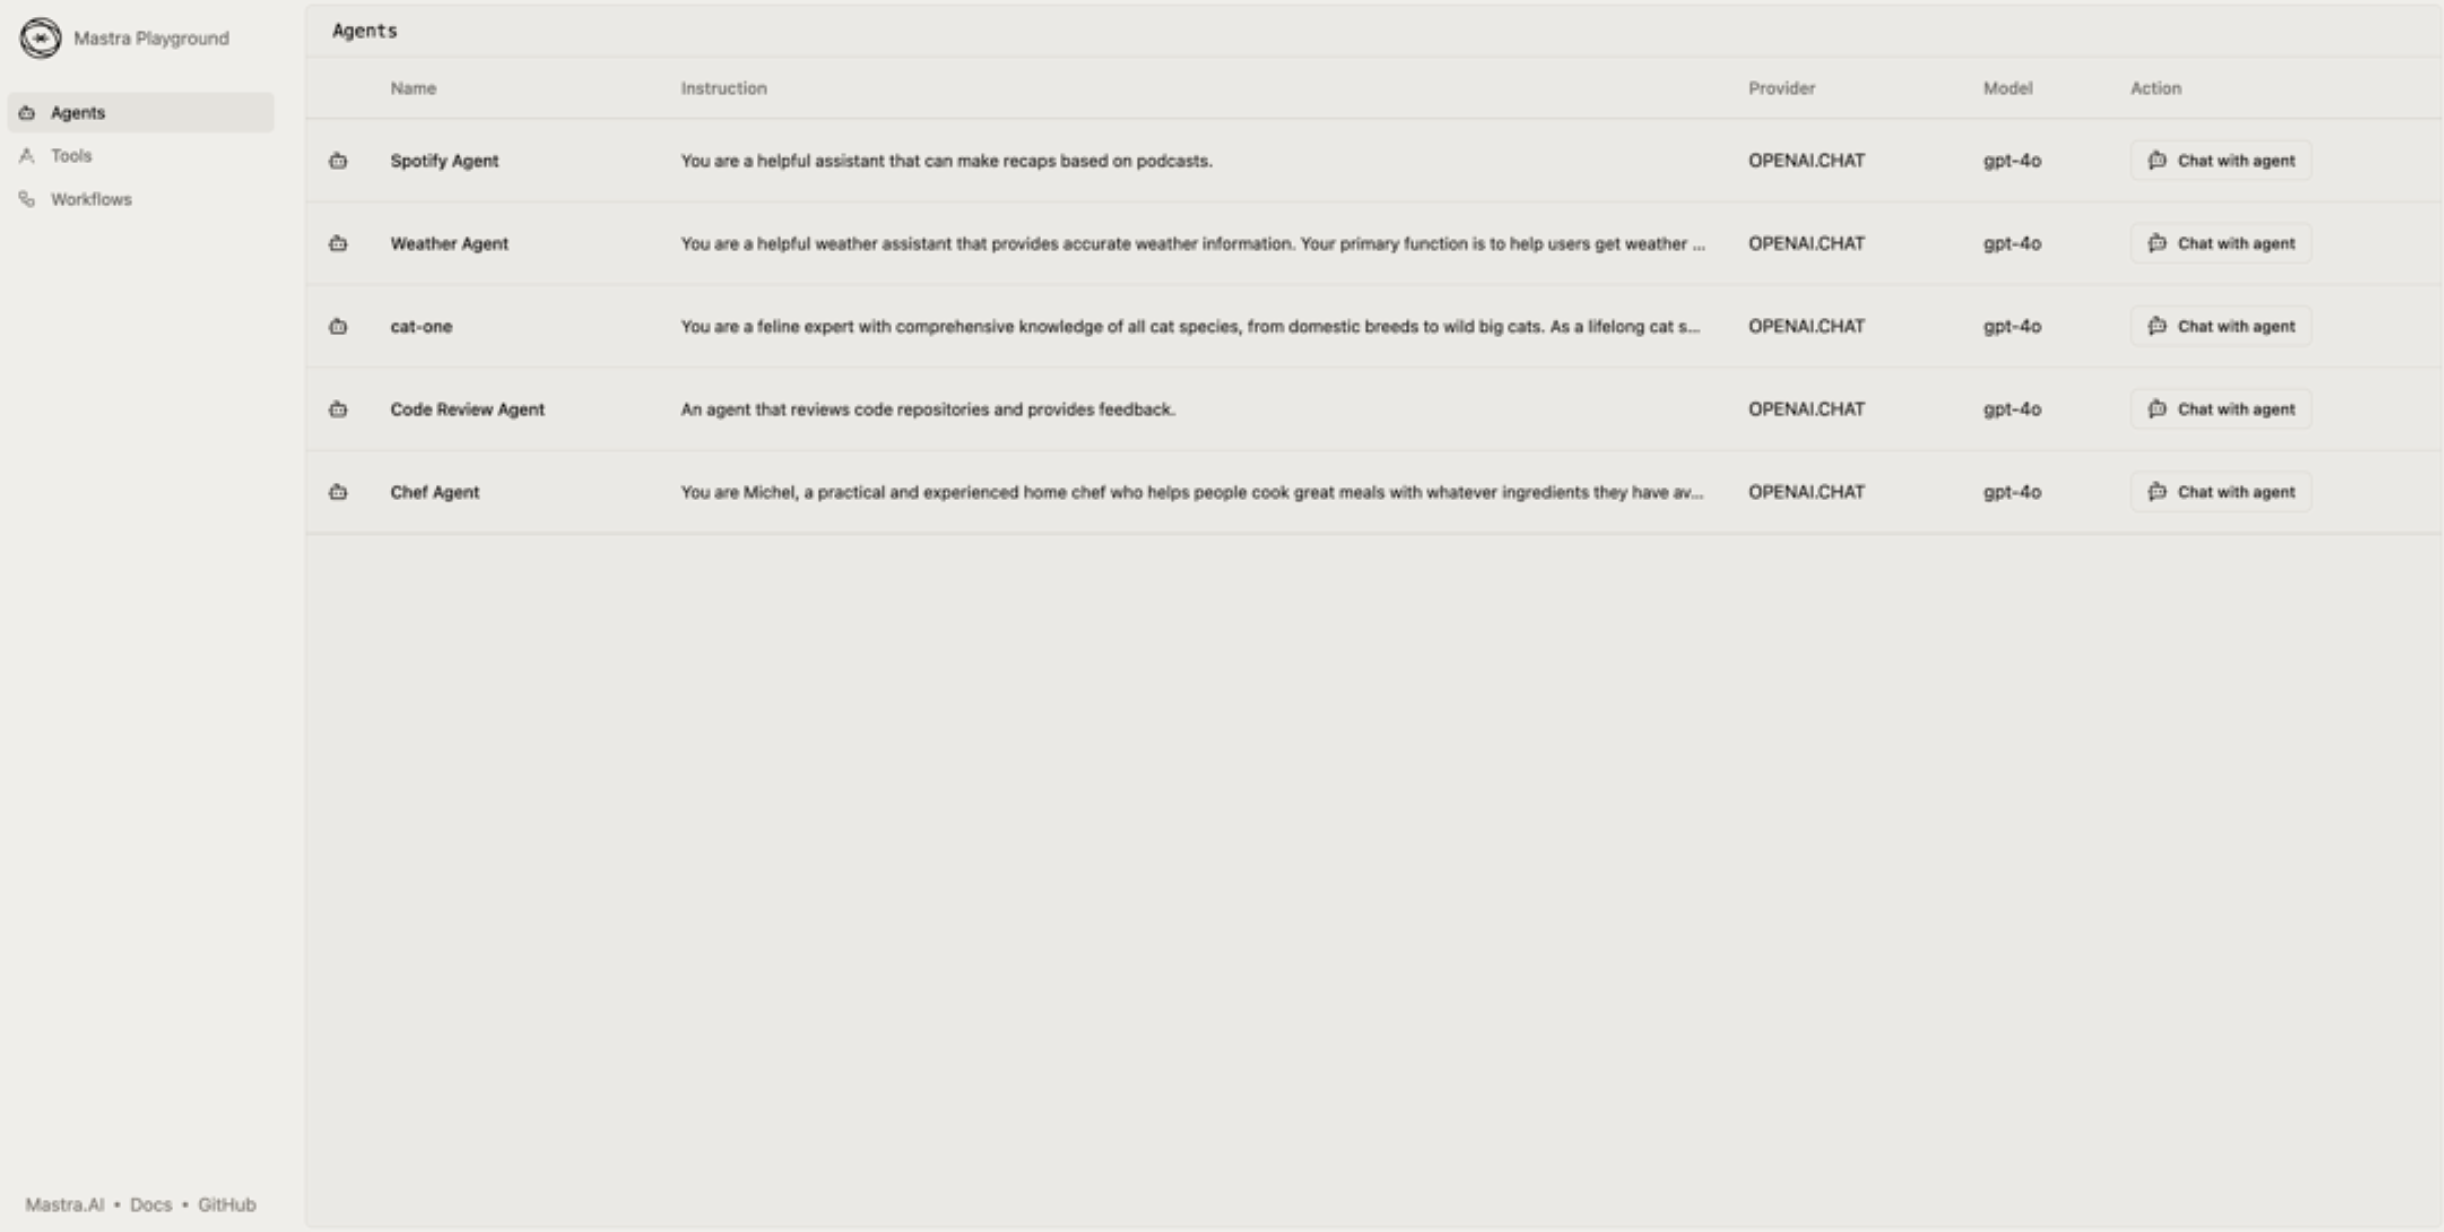 Mastra Playground
Agents
Tools
Workflows
Mastra.AI • Docs • GitHub
Agents
Name Instruction Provider Model Action
Spotify Agent You are a helpful assistant that can make recaps based on podcasts. OPENAI.CHAT gpt-4o Chat with agent
Weather Agent You are a helpful weather assistant that provides accurate weather information. Your primary function is to help users get weather ... OPENAI.CHAT gpt-4o Chat with agent
cat-one You are a feline expert with comprehensive knowledge of all cat species, from domestic breeds to wild big cats. As a lifelong cat s... OPENAI.CHAT gpt-4o Chat with agent
Code Review Agent An agent that reviews code repositories and provides feedback. OPENAI.CHAT gpt-4o Chat with agent
Chef Agent You are Michel, a practical and experienced home chef who helps people cook great meals with whatever ingredients they have av... OPENAI.CHAT gpt-4o Chat with agent